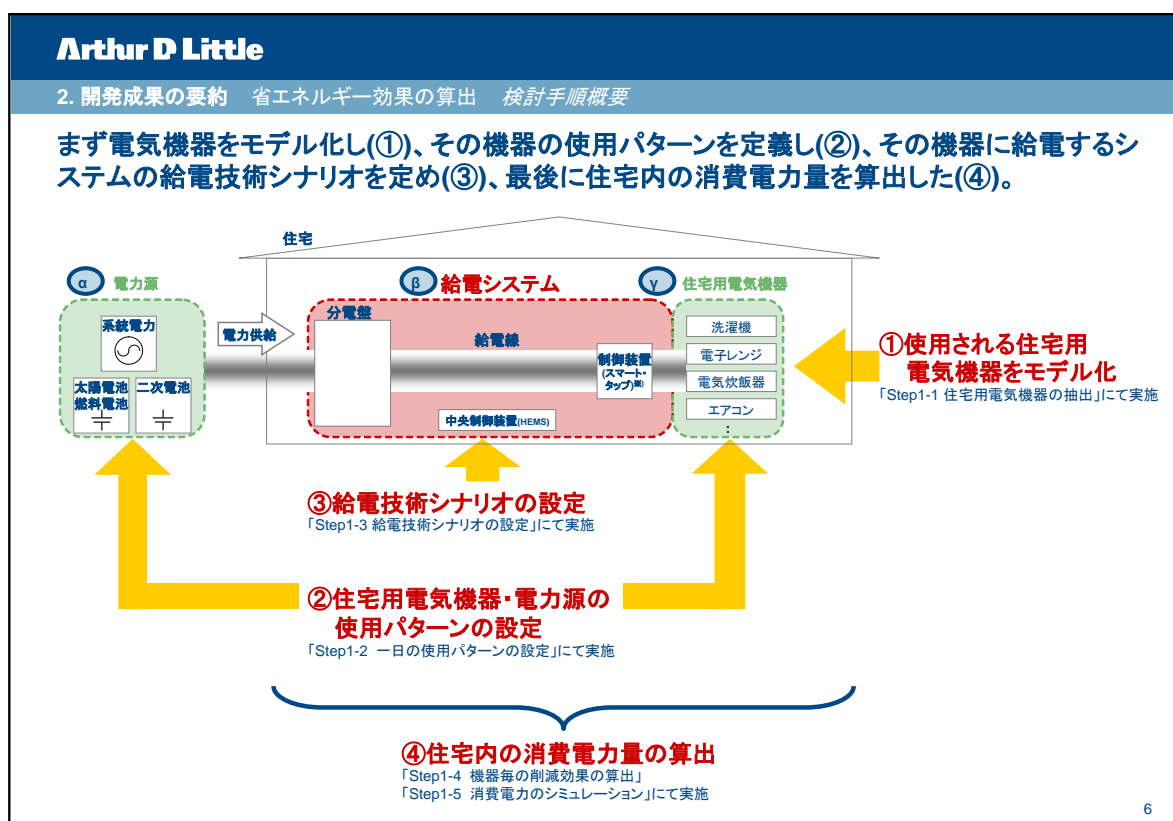 Arthur D Little
2. 開発成果の要約 省エネルギー効果の算出 検討手順概要
まず電気機器をモデル化し(①)、その機器の使用パターンを定義し(②)、その機器に給電するシ
ステムの給電技術シナリオを定め(③)、最後に住宅内の消費電力量を算出した(④)。
住宅
α 電力源
β 給電システム
γ 住宅用電気機器
系統電力
太陽電池
燃料電池
二次電池
電力供給
分電盤
給電線
制御装置
(スマート・
タップ)※)
中央制御装置(HEMS)
洗濯機
電子レンジ
電気炊飯器
エアコン
:
①使用される住宅用
電気機器をモデル化
「Step1-1 住宅用電気機器の抽出」にて実施
③給電技術シナリオの設定
「Step1-3 給電技術シナリオの設定」にて実施
②住宅用電気機器・電力源の
使用パターンの設定
「Step1-2 一日の使用パターンの設定」にて実施
④住宅内の消費電力量の算出
「Step1-4 機器毎の削減効果の算出」
「Step1-5 消費電力のシミュレーション」にて実施
6